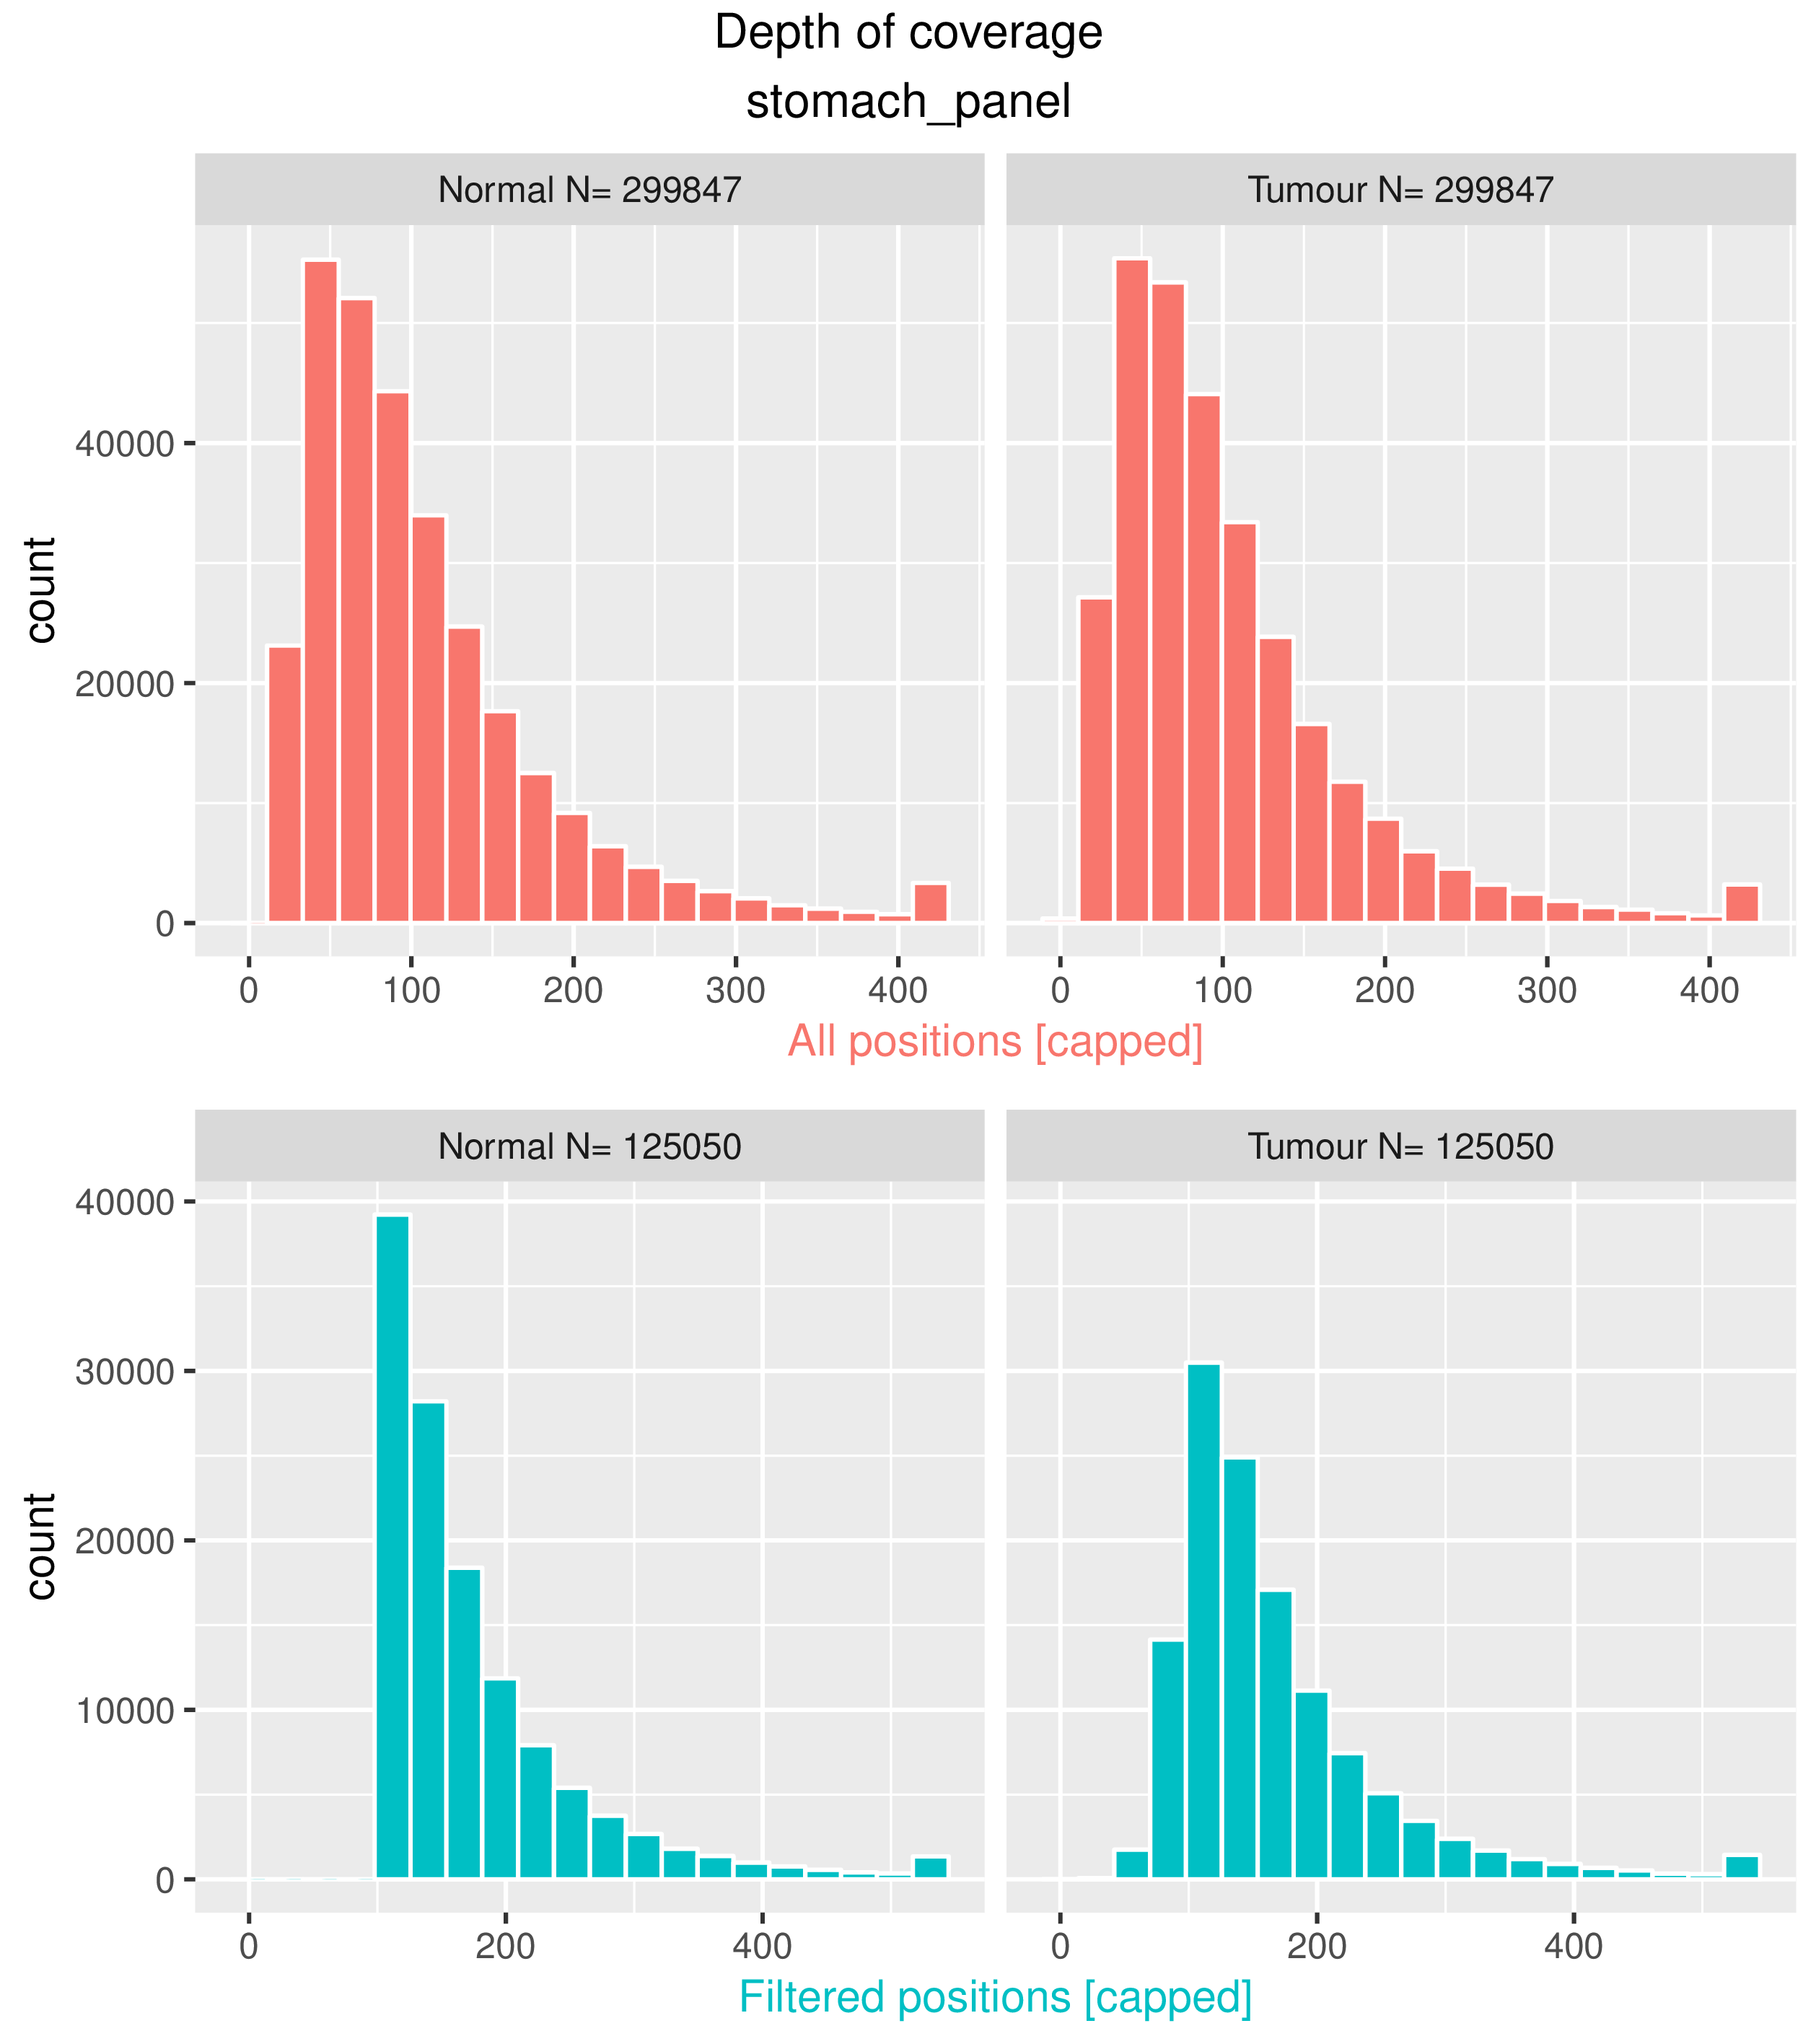 Depth of coverage
stomach_panel
Normal N= 299847
Tumour N= 299847
count
40000
20000
0
0 100 200 300 400
0 100 200 300 400
All positions [capped]
Normal N= 125050
Tumour N= 125050
count
40000
30000
20000
10000
0
0 200 400
0 200 400
Filtered positions [capped]